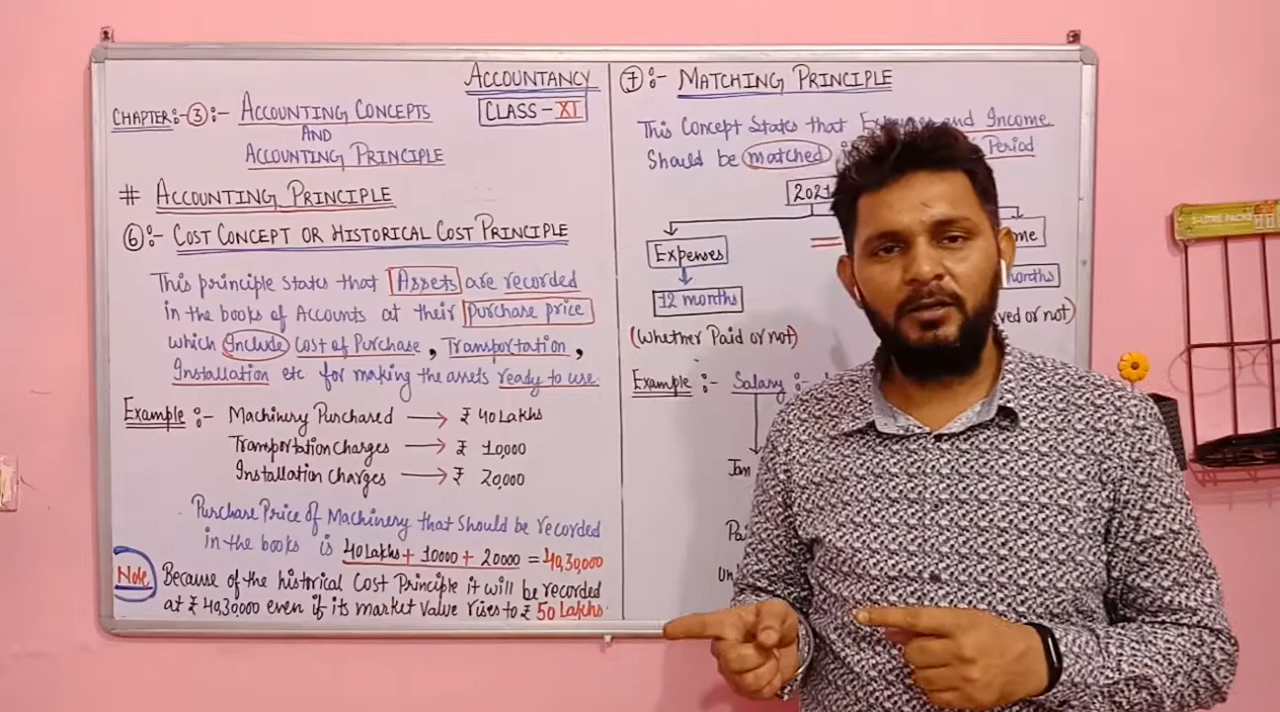 ACCOUNTANCY
CLASS - XI
CHAPTER:- 3 :- ACCOUNTING CONCEPTS
AND
ACCOUNTING PRINCIPLE
# ACCOUNTING PRINCIPLE
6 :- COST CONCEPT OR HISTORICAL COST PRINCIPLE
This principle states that Assets are recorded
in the books of Accounts at their purchase price
which Include Cost of Purchase, Transportation,
Installation etc for making the assets ready to use.
Example :- Machinery Purchased → ₹ 40 Lakhs
Transportation Charges → ₹ 10,000
Installation Charges → ₹ 20,000
Purchase Price of Machinery that should be recorded
in the books is 40 Lakhs + 10000 + 20000 = 40,30,000
Note Because of the historical Cost Principle it will be recorded
at ₹ 40,30,000 even if its market value rises to ₹ 50 Lakhs.
7 :- MATCHING PRINCIPLE
This Concept States that and Income
Should be matched Period
2021
Expenses
12 months months
(Whether Paid or not) or not)
Example :- Salary :-